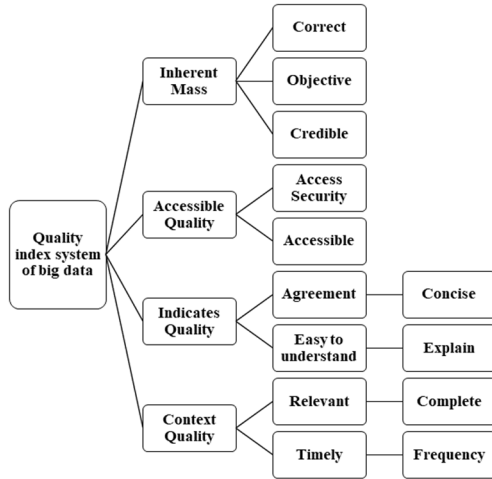 Quality
index system
of big data
Inherent
Mass
Correct
Objective
Credible
Accessible
Quality
Access
Security
Accessible
Indicates
Quality
Agreement
Concise
Easy to
understand
Explain
Context
Quality
Relevant
Complete
Timely
Frequency